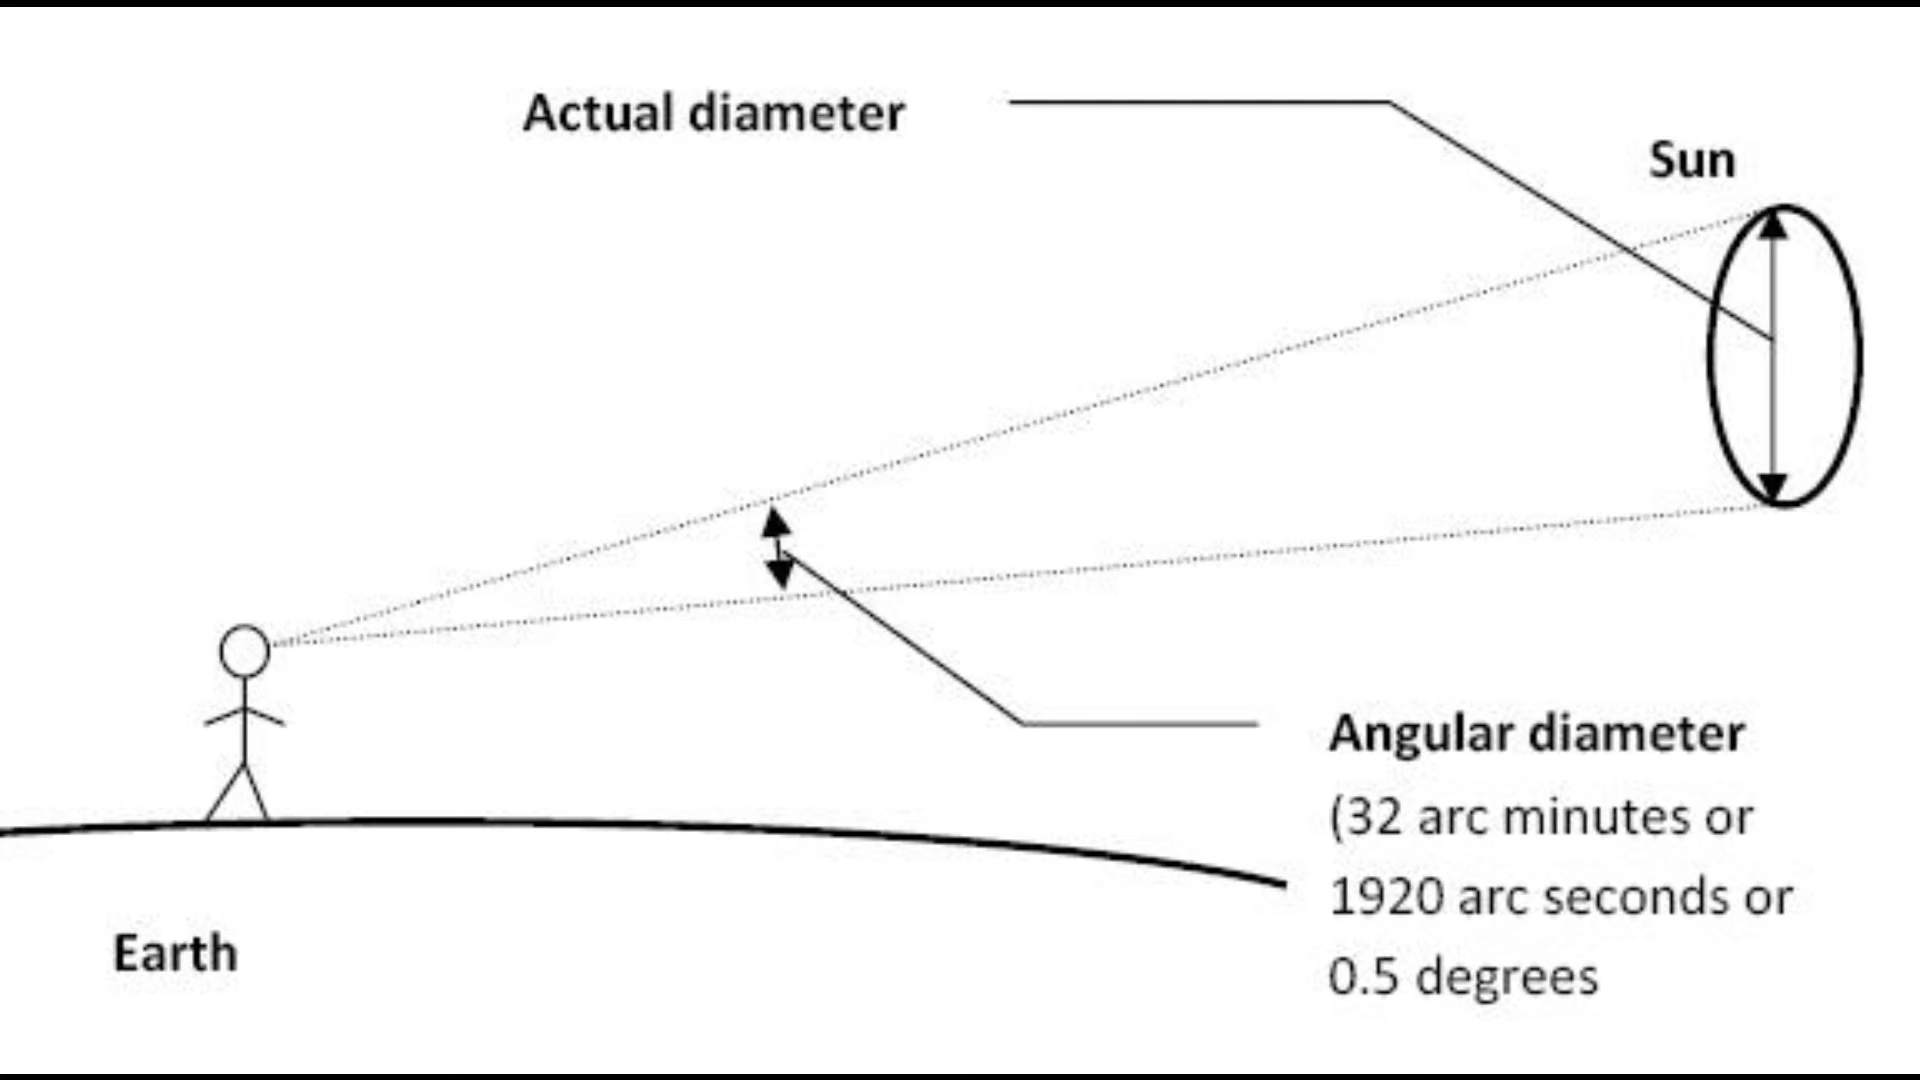 Actual diameter
Sun
Angular diameter
(32 arc minutes or
1920 arc seconds or
0.5 degrees
Earth